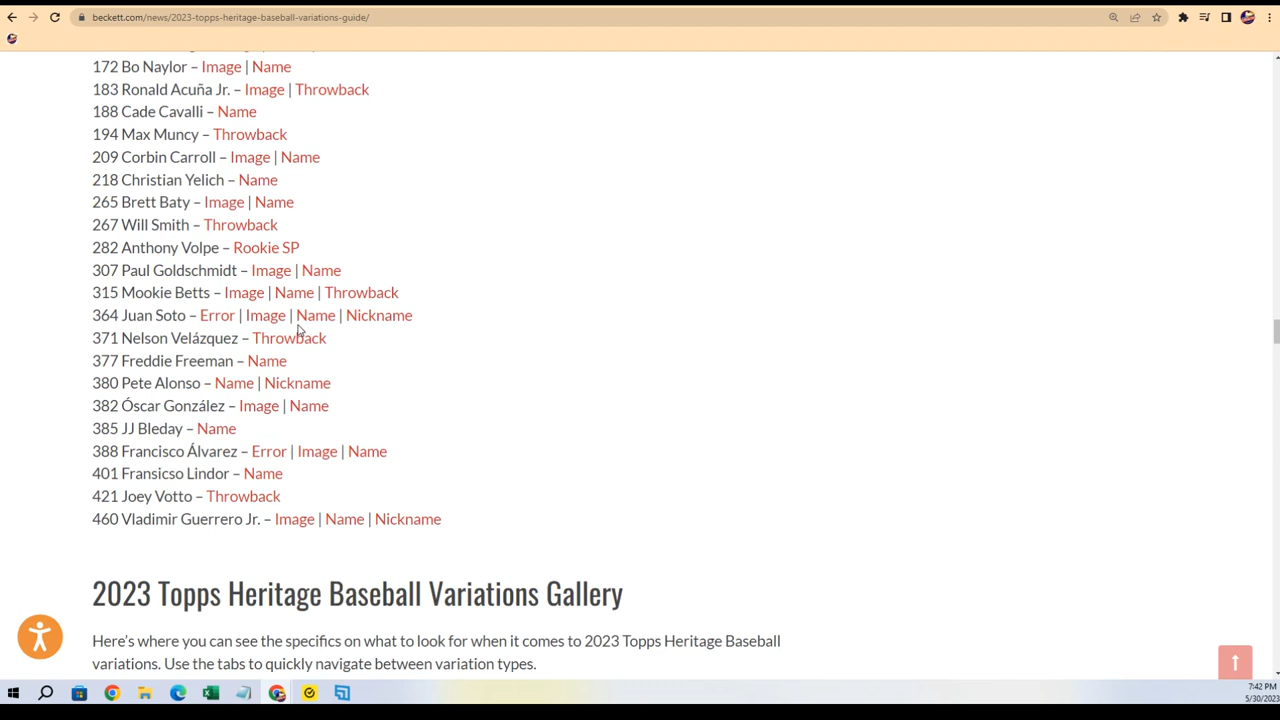 beckett.com/news/2023-topps-heritage-baseball-variations-guide/
172 Bo Naylor – Image | Name
183 Ronald Acuña Jr. – Image | Throwback
188 Cade Cavalli – Name
194 Max Muncy – Throwback
209 Corbin Carroll – Image | Name
218 Christian Yelich – Name
265 Brett Baty – Image | Name
267 Will Smith – Throwback
282 Anthony Volpe – Rookie SP
307 Paul Goldschmidt – Image | Name
315 Mookie Betts – Image | Name | Throwback
364 Juan Soto – Error | Image | Name | Nickname
371 Nelson Velázquez – Throwback
377 Freddie Freeman – Name
380 Pete Alonso – Name | Nickname
382 Óscar González – Image | Name
385 JJ Bleday – Name
388 Francisco Álvarez – Error | Image | Name
401 Fransicso Lindor – Name
421 Joey Votto – Throwback
460 Vladimir Guerrero Jr. – Image | Name | Nickname
2023 Topps Heritage Baseball Variations Gallery
Here's where you can see the specifics on what to look for when it comes to 2023 Topps Heritage Baseball
variations. Use the tabs to quickly navigate between variation types.
7:42 PM
5/30/2023